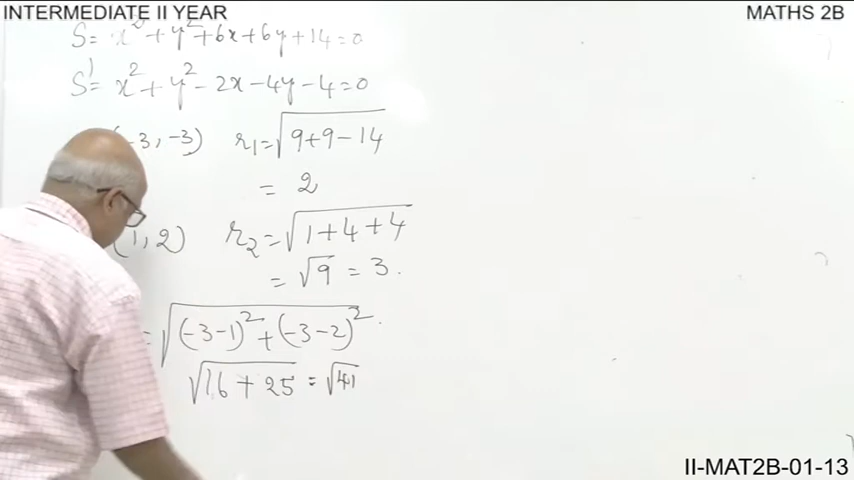 INTERMEDIATE II YEAR
MATHS 2B
S= x²+y²+6x+6y+14=0
S'= x²+y²-2x-4y-4=0
(-3,-3) r₁=√(9+9-14)
= 2
(1,2) r₂=√(1+4+4)
= √9 = 3.
= √((-3-1)²+(-3-2)²)
√(16+25) = √41
II-MAT2B-01-13